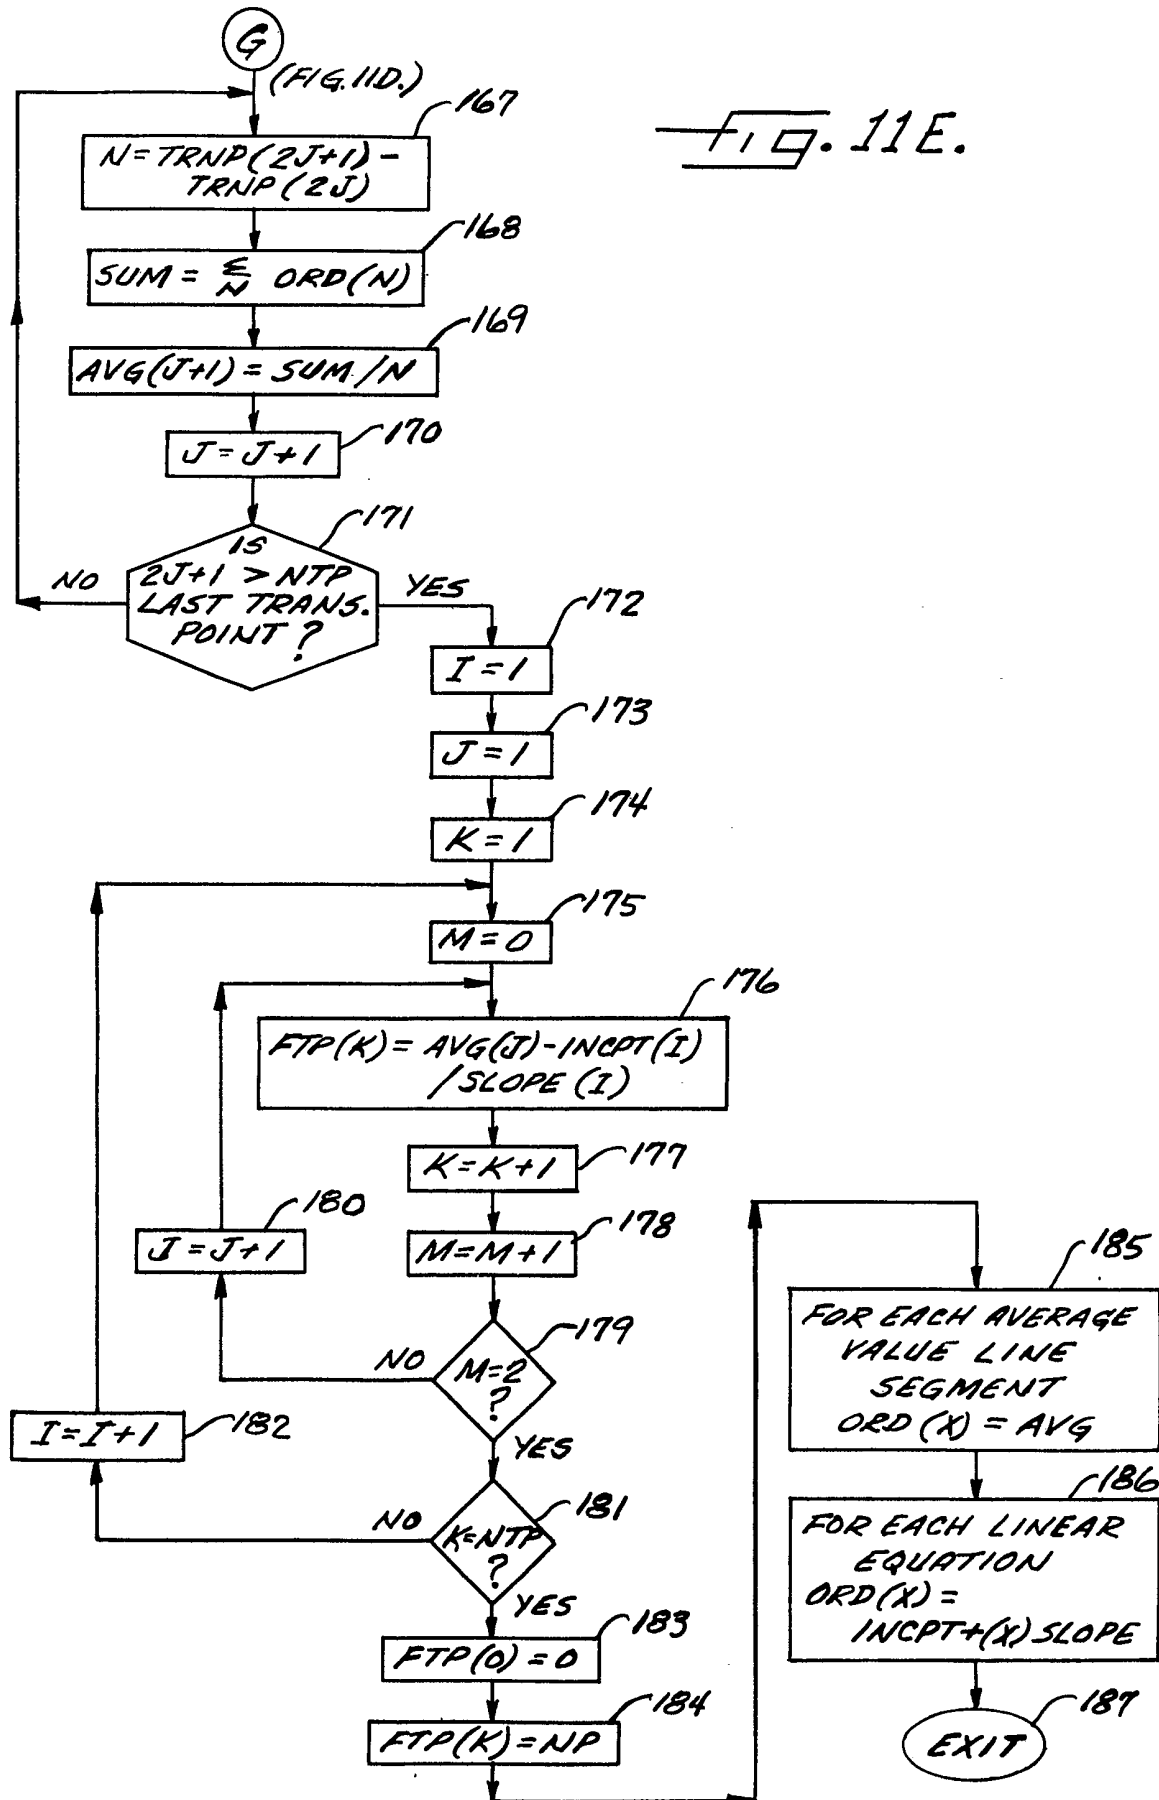 G
(FIG. 11D.)
Fig. 11E.
167
N = TRNP(2J+1) -
TRNP(2J)
168
SUM = Σ ORD(N)
N
169
AVG(J+1) = SUM/N
170
J = J+1
171
IS
2J+1 > NTP
LAST TRANS.
POINT?
NO
YES
172
I = 1
173
J = 1
174
K = 1
175
M = 0
176
FTP(K) = AVG(J) - INCPT(I)
/ SLOPE (I)
177
K = K+1
178
M = M+1
179
M = 2
?
NO
YES
180
J = J+1
181
K = NTP
?
NO
YES
182
I = I+1
183
FTP(0) = 0
184
FTP(K) = NP
185
FOR EACH AVERAGE
VALUE LINE
SEGMENT
ORD(X) = AVG
186
FOR EACH LINEAR
EQUATION
ORD(X) =
INCPT+(X) SLOPE
187
EXIT